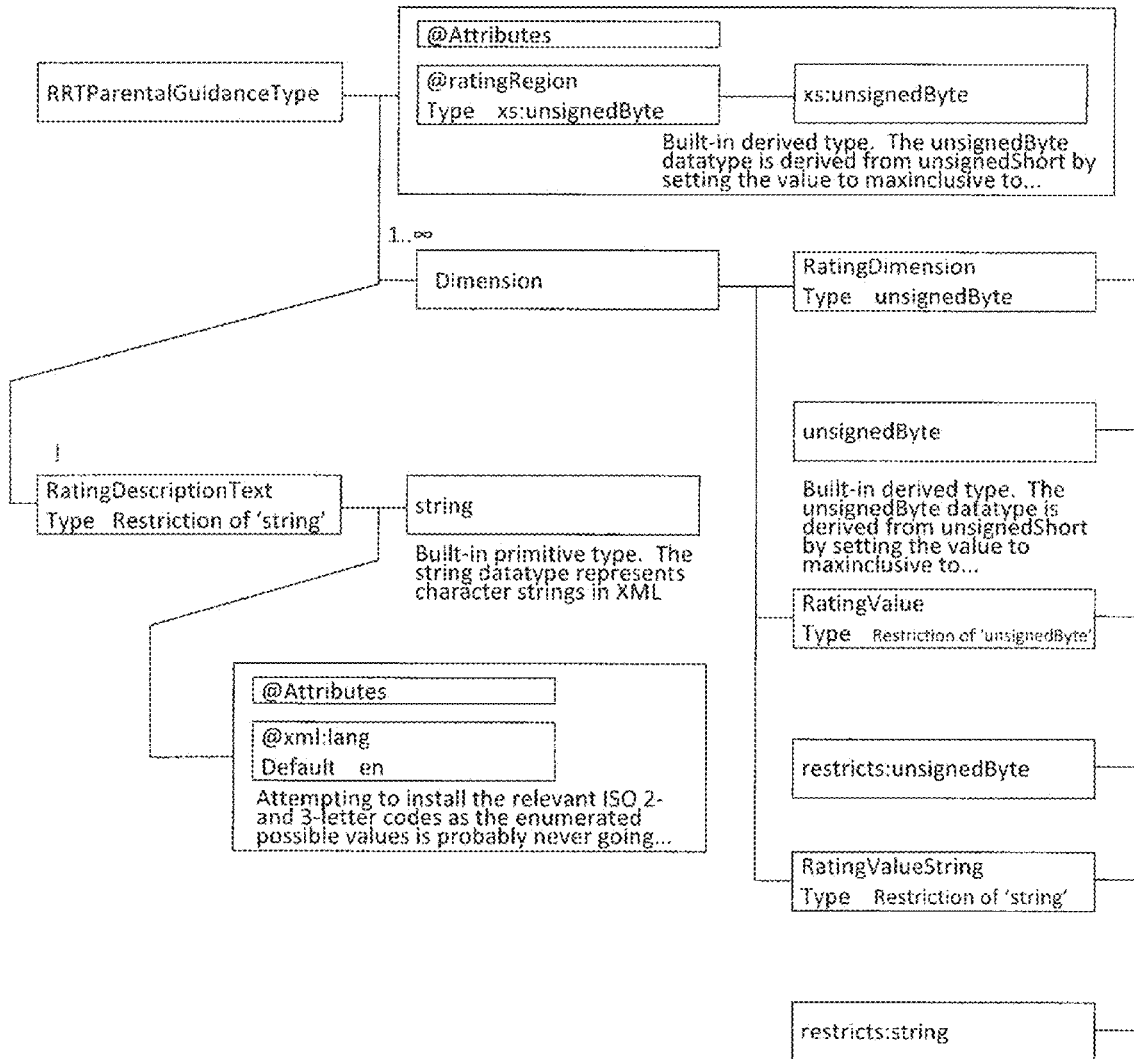 @Attributes
RRTParentalGuidanceType
@ratingRegion
Type xs:unsignedByte
xs:unsignedByte
Built-in derived type. The unsignedByte
datatype is derived from unsignedShort by
setting the value to maxinclusive to...
1..∞
Dimension
RatingDimension
Type unsignedByte
unsignedByte
Built-in derived type. The
unsignedByte datatype is
derived from unsignedShort
by setting the value to
maxinclusive to...
RatingDescriptionText
Type Restriction of 'string'
string
Built-in primitive type. The
string datatype represents
character strings in XML
RatingValue
Type Restriction of 'unsignedByte'
@Attributes
@xml:lang
Default en
Attempting to install the relevant ISO 2-
and 3-letter codes as the enumerated
possible values is probably never going...
restricts:unsignedByte
RatingValueString
Type Restriction of 'string'
restricts:string